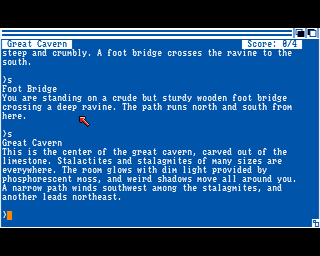 Great Cavern Score: 0/4
steep and crumbly. A foot bridge crosses the ravine to the
south.
>s
Foot Bridge
You are standing on a crude but sturdy wooden foot bridge
crossing a deep ravine. The path runs north and south from
here.
>s
Great Cavern
This is the center of the great cavern, carved out of the
limestone. Stalactites and stalagmites of many sizes are
everywhere. The room glows with dim light provided by
phosphorescent moss, and weird shadows move all around you.
A narrow path winds southwest among the stalagmites, and
another leads northeast.
>